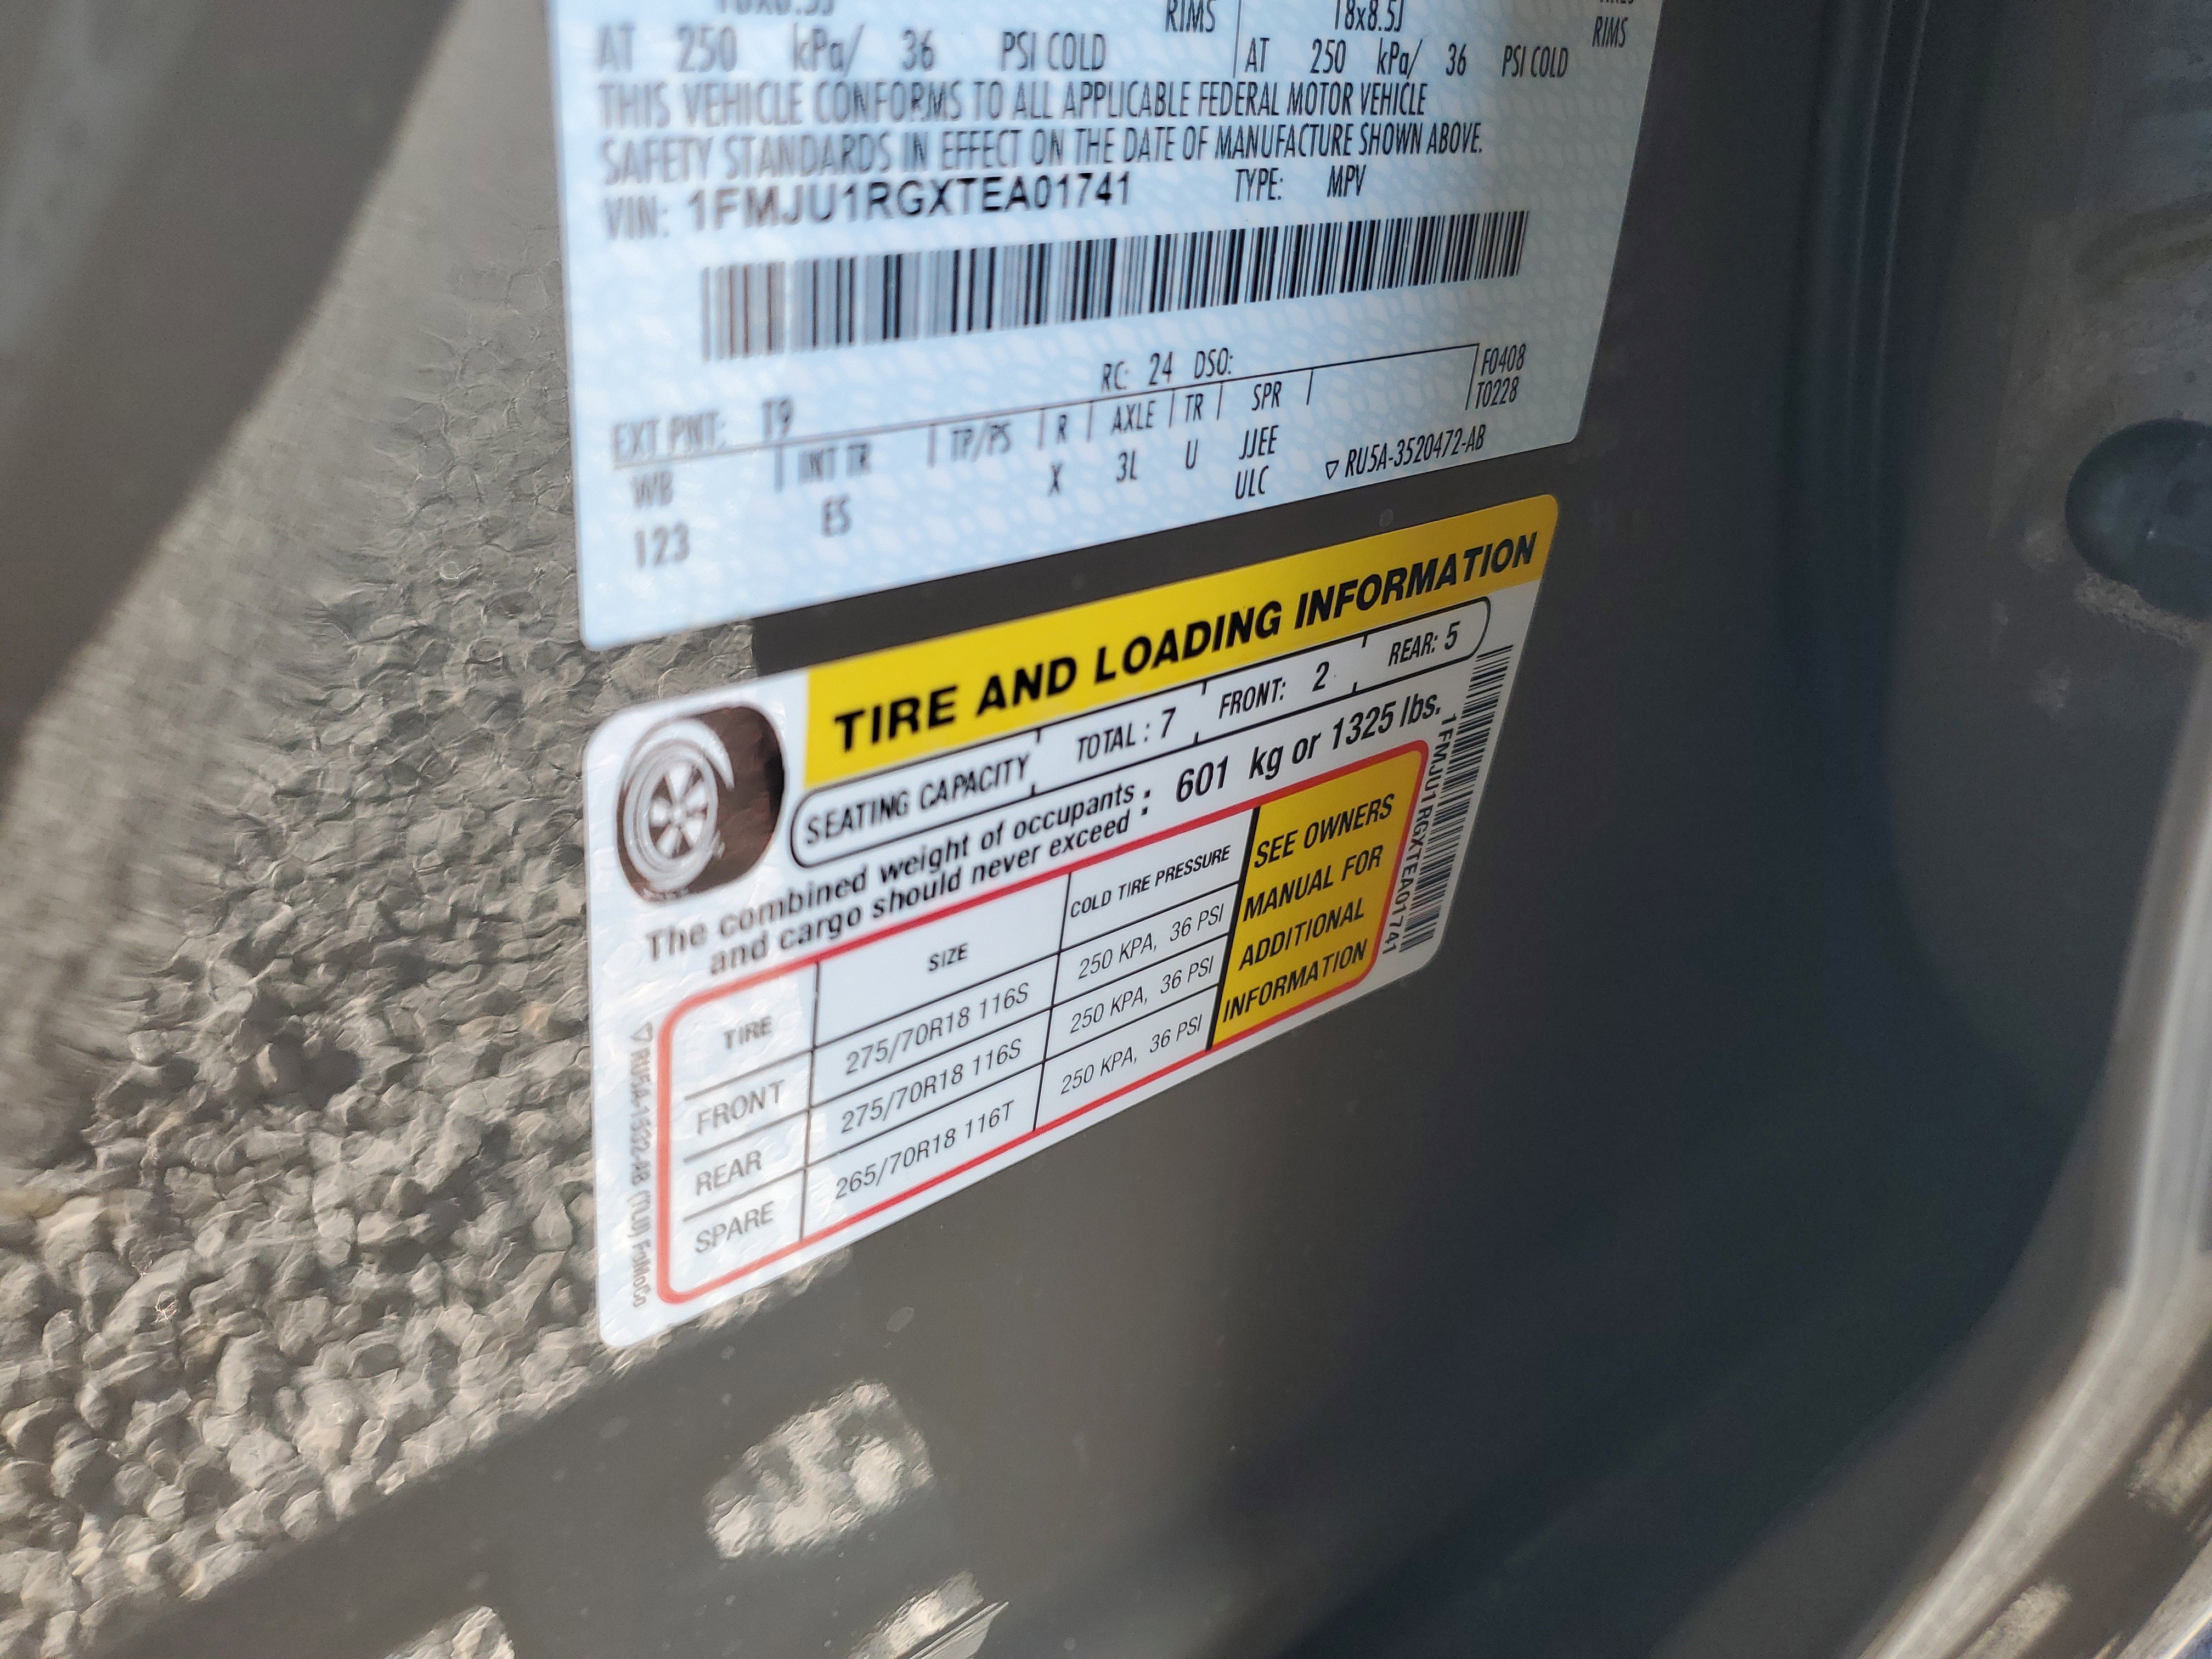 RIMS 18x8.5J
RIMS
AT 250 kPa/ 36 PSI COLD AT 250 kPa/ 36 PSI COLD
THIS VEHICLE CONFORMS TO ALL APPLICABLE FEDERAL MOTOR VEHICLE
SAFETY STANDARDS IN EFFECT ON THE DATE OF MANUFACTURE SHOWN ABOVE.
VIN: 1FMJU1RGXTEA01741 TYPE: MPV
F0408
T0228
RC: 24 DSO:
EXT PNT: T9
WB INT TR TP/PS R AXLE TR SPR
123 ES X 3L U JJEE
ULC RU5A-3520472-AB
TIRE AND LOADING INFORMATION
SEATING CAPACITY TOTAL : 7 FRONT: 2 REAR: 5
The combined weight of occupants
and cargo should never exceed : 601 kg or 1325 lbs.
TIRE SIZE COLD TIRE PRESSURE
FRONT 275/70R18 116S 250 KPA, 36 PSI
REAR 275/70R18 116S 250 KPA, 36 PSI
SPARE 265/70R18 116T 250 KPA, 36 PSI
SEE OWNERS
MANUAL FOR
ADDITIONAL
INFORMATION
1FMJU1RGXTEA01741
RU5A-1532-AB (TLU) FoMoCo